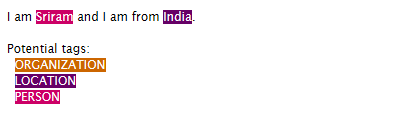 I am Sriram and I am from India.
Potential tags:
ORGANIZATION
LOCATION
PERSON